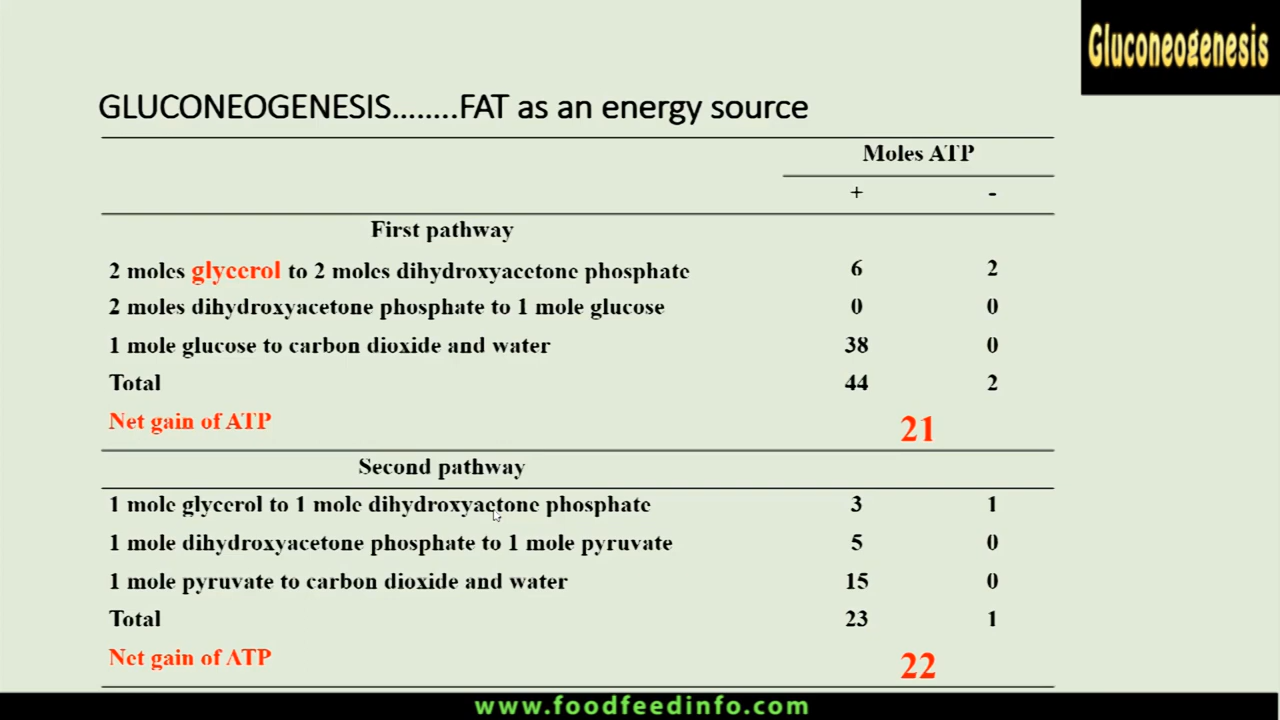 Gluconeogenesis
GLUCONEOGENESIS........FAT as an energy source
Moles ATP
+ -
First pathway
2 moles glycerol to 2 moles dihydroxyacetone phosphate 6 2
2 moles dihydroxyacetone phosphate to 1 mole glucose 0 0
1 mole glucose to carbon dioxide and water 38 0
Total 44 2
Net gain of ATP 21
Second pathway
1 mole glycerol to 1 mole dihydroxyactone phosphate 3 1
1 mole dihydroxyacetone phosphate to 1 mole pyruvate 5 0
1 mole pyruvate to carbon dioxide and water 15 0
Total 23 1
Net gain of ATP 22
www.foodfeedinfo.com